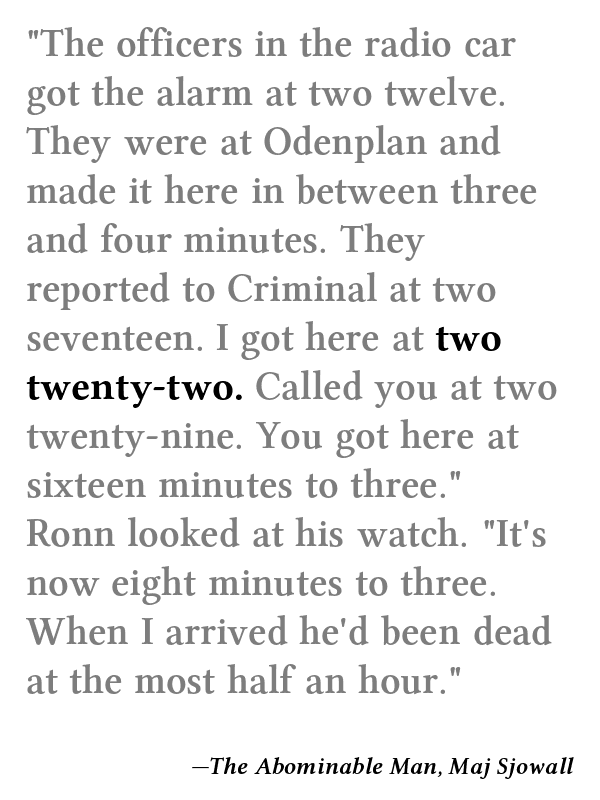 "The officers in the radio car
got the alarm at two twelve.
They were at Odenplan and
made it here in between three
and four minutes. They
reported to Criminal at two
seventeen. I got here at two
twenty-two. Called you at two
twenty-nine. You got here at
sixteen minutes to three."
Ronn looked at his watch. "It's
now eight minutes to three.
When I arrived he'd been dead
at the most half an hour."
—The Abominable Man, Maj Sjowall